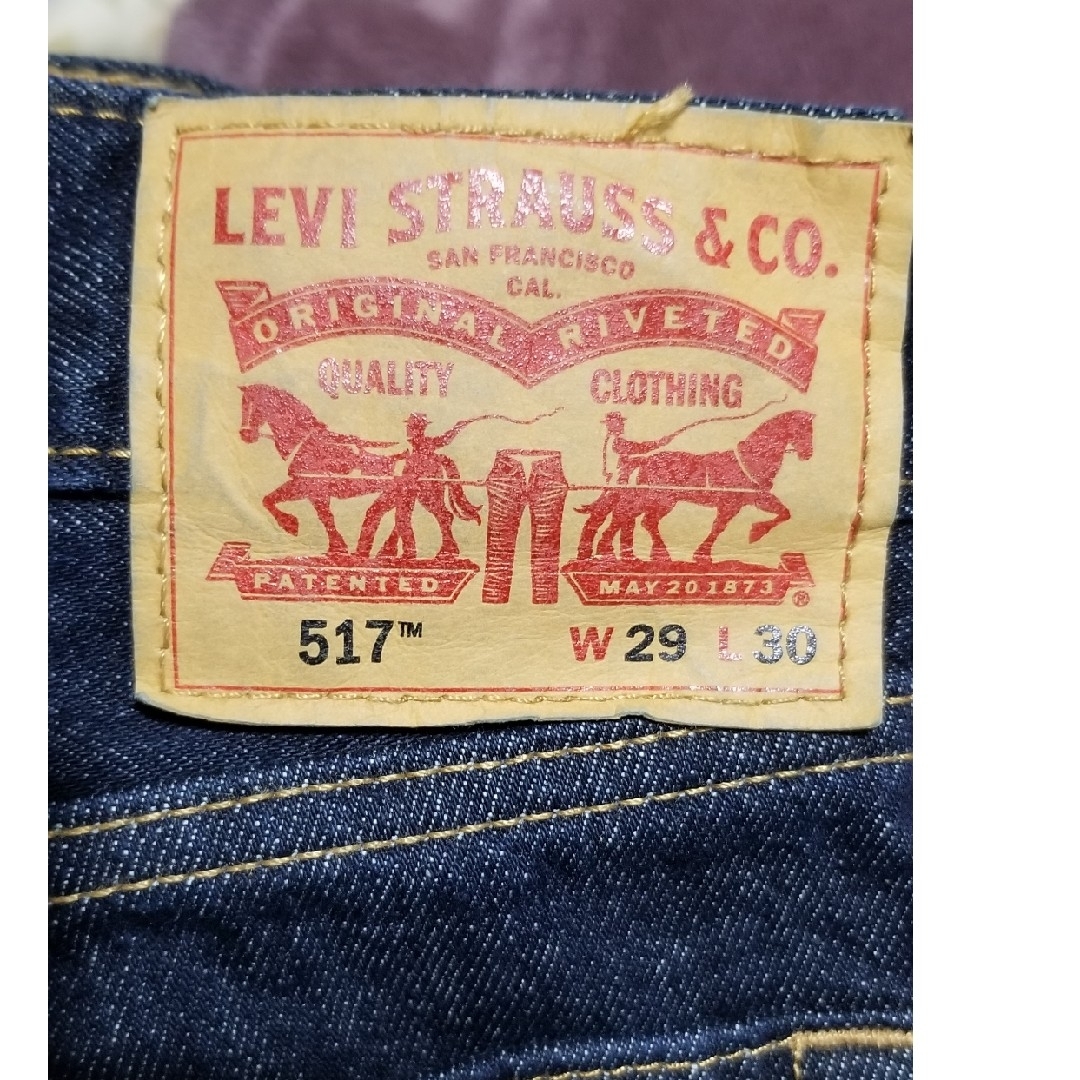 LEVI STRAUSS & CO.
SAN FRANCISCO
CAL.
ORIGINAL RIVETED
QUALITY CLOTHING
PATENTED MAY 20 1873 ®
517™ W 29 L 30